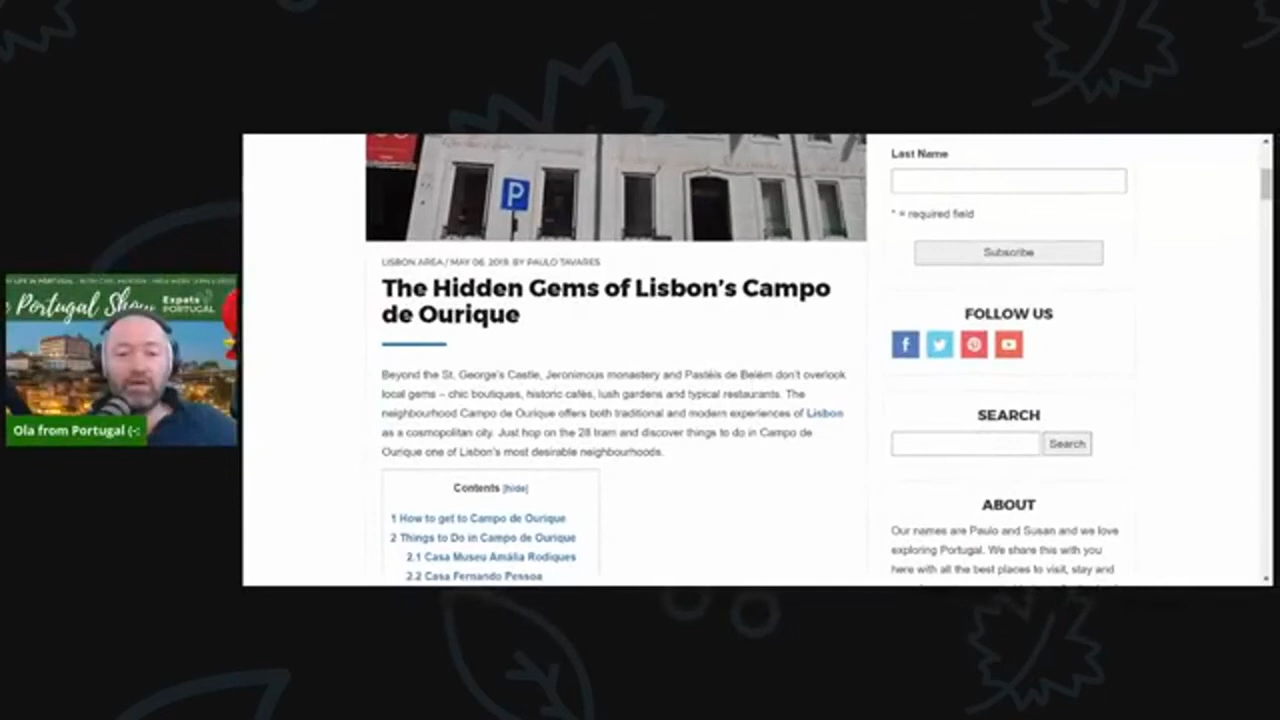 Portugal Show
Expats
PORTUGAL
Ola from Portugal (-:
P
LISBON AREA / MAY 06, 2019 BY PAULO TAVARES
The Hidden Gems of Lisbon's Campo
de Ourique
Beyond the St. George's Castle, Jeronimous monastery and Pastéis de Belém don't overlook
local gems – chic boutiques, historic cafés, lush gardens and typical restaurants. The
neighbourhood Campo de Ourique offers both traditional and modern experiences of Lisbon
as a cosmopolitan city. Just hop on the 28 tram and discover things to do in Campo de
Ourique one of Lisbon's most desirable neighbourhoods.
Contents [hide]
1 How to get to Campo de Ourique
2 Things to Do in Campo de Ourique
2.1 Casa Museu Amália Rodiques
2.2 Casa Fernando Pessoa
Last Name
* = required field
Subscribe
FOLLOW US
SEARCH
Search
ABOUT
Our names are Paulo and Susan and we love
exploring Portugal. We share this with you
here with all the best places to visit, stay and